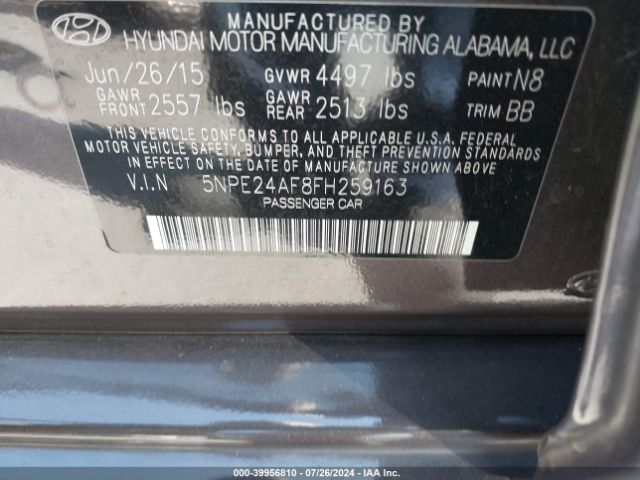 MANUFACTURED BY
HYUNDAI MOTOR MANUFACTURING ALABAMA, LLC
Jun/26/15 GVWR 4497 lbs PAINT N8
GAWR FRONT 2557 lbs GAWR REAR 2513 lbs TRIM BB
THIS VEHICLE CONFORMS TO ALL APPLICABLE U.S.A. FEDERAL
MOTOR VEHICLE SAFETY, BUMPER, AND THEFT PREVENTION STANDARDS
IN EFFECT ON THE DATE OF MANUFACTURE SHOWN ABOVE.
V.I.N 5NPE24AF8FH259163
PASSENGER CAR
000-39956810 - 07/26/2024 - IAA Inc.